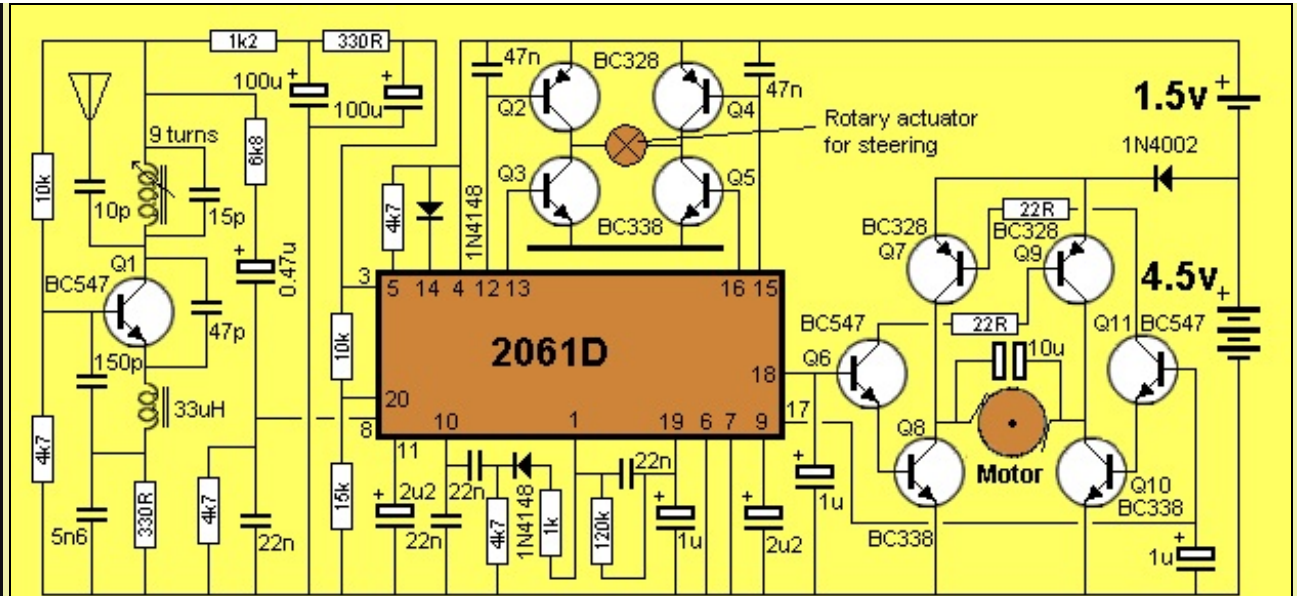 1k2
330R
47n
BC328
100u
+
100u
+
Q2
Q4
47n
1.5v
+
9 turns
Rotary actuator
for steering
1N4002
10k
6k8
Q3
Q5
10p
15p
4k7
1N4148
BC338
22R
BC328
Q7
BC328
Q9
0.47u
+
Q1
BC547
3
5 14 4 12 13
16 15
4.5v
+
47p
BC547
22R
Q11 BC547
10k
2061D
10u
150p
18
Q6
33uH
20
10
1
19 6 7 9
17
8
11
Q8
Motor
4k7
22n
+
2u2
22n
+
1u
Q10
BC338
330R
4k7
15k
4k7
1N4148
1k
120k
+
1u
+
2u2
5n6
22n
22n
BC338
+
1u